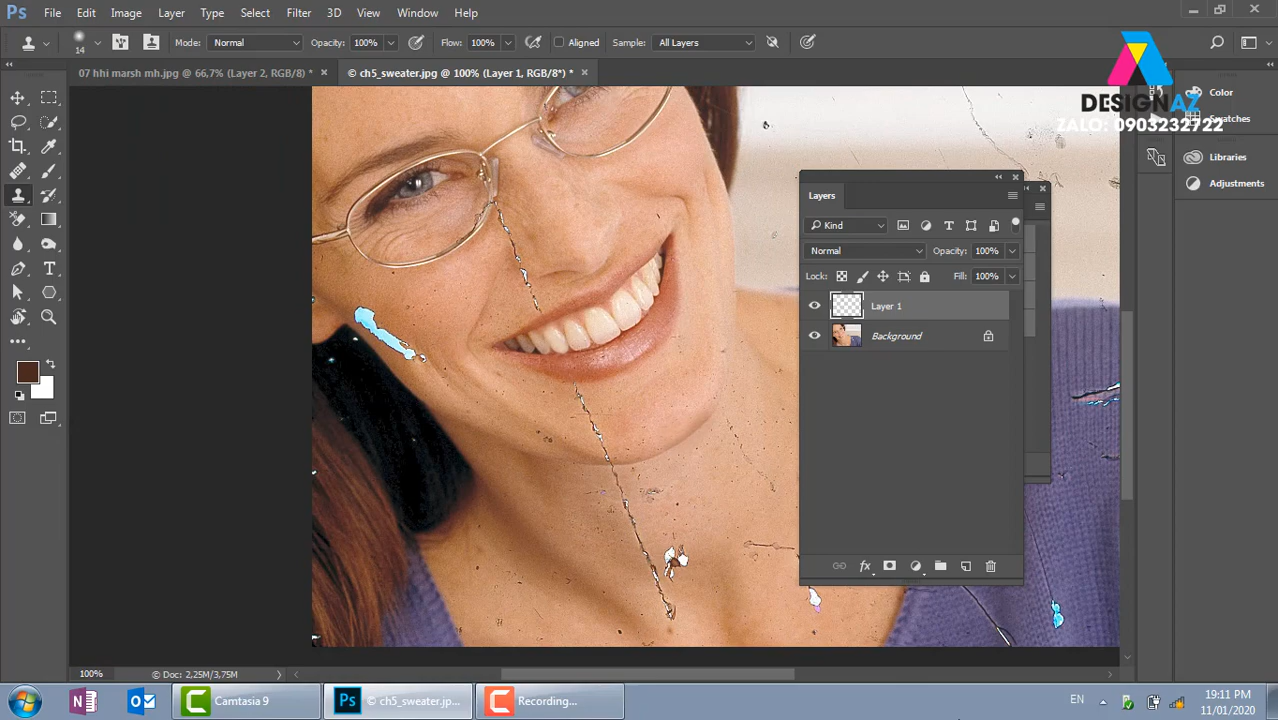 Ps File Edit Image Layer Type Select Filter 3D View Window Help
14 Mode: Normal Opacity: 100% Flow: 100% Aligned Sample: All Layers
07 hhi marsh mh.jpg @ 66,7% (Layer 2, RGB/8) * × © ch5_sweater.jpg @ 100% (Layer 1, RGB/8*) * ×
Color
DESIGNAZ
Swatches
ZALO: 0903232722
Libraries
Adjustments
Layers
Kind
Normal Opacity: 100%
Lock: Fill: 100%
Layer 1
Background
fx
100% © Doc: 2,25M/3,75M
Camtasia 9 Ps © ch5_sweater.jp... Recording...
EN 19:11 PM
11/01/2020